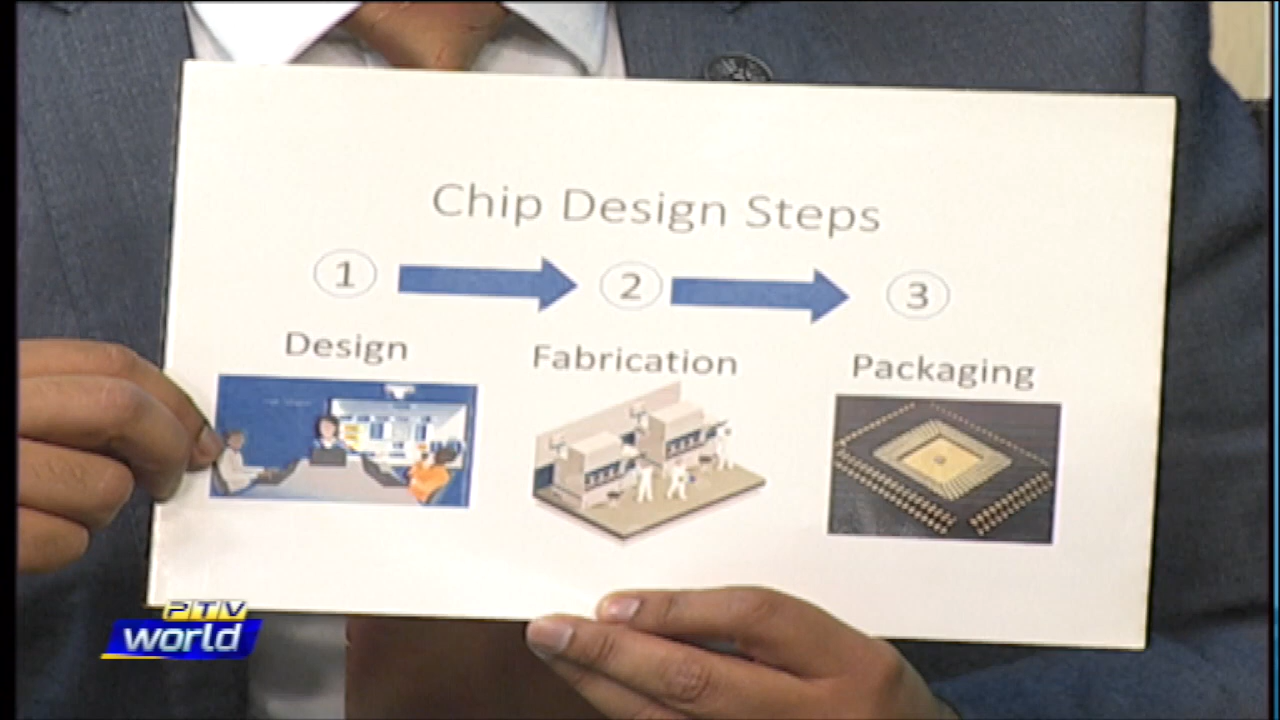 Chip Design Steps
1
2
3
Design
Fabrication
Packaging
PTV
world